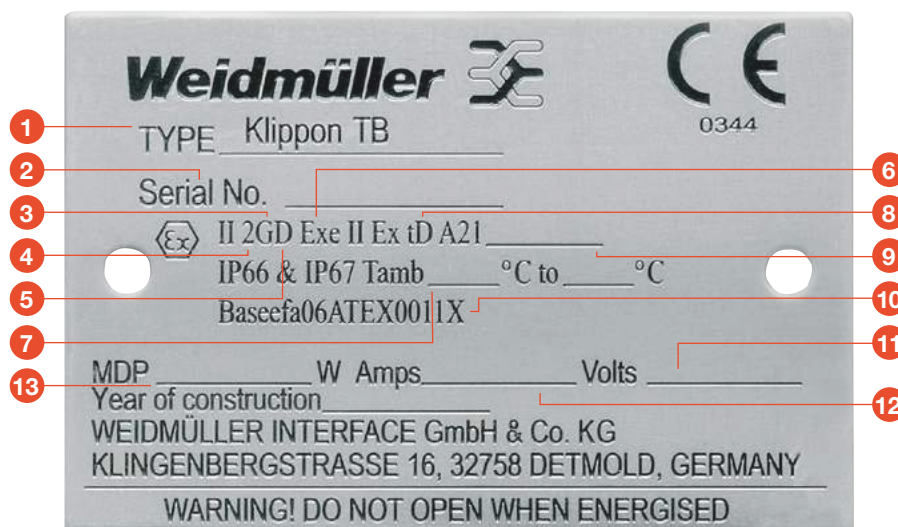 Weidmüller CE
0344
1 TYPE Klippon TB
2 Serial No. 6
3 8
Ex II 2GD Exe II Ex tD A21
4 9
IP66 & IP67 Tamb °C to °C
5 10
Baseefa06ATEX0011X
7 11
MDP W Amps Volts
13 12
Year of construction
WEIDMÜLLER INTERFACE GmbH & Co. KG
KLINGENBERGSTRASSE 16, 32758 DETMOLD, GERMANY
WARNING! DO NOT OPEN WHEN ENERGISED